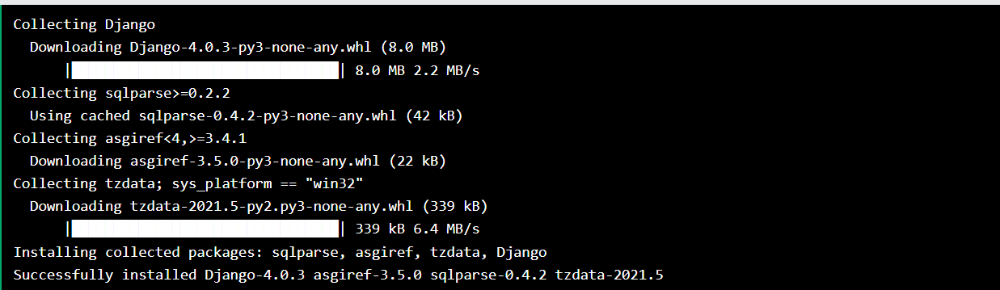 Collecting Django
Downloading Django-4.0.3-py3-none-any.whl (8.0 MB)
|████████████████████████████████| 8.0 MB 2.2 MB/s
Collecting sqlparse>=0.2.2
Using cached sqlparse-0.4.2-py3-none-any.whl (42 kB)
Collecting asgiref<4,>=3.4.1
Downloading asgiref-3.5.0-py3-none-any.whl (22 kB)
Collecting tzdata; sys_platform == "win32"
Downloading tzdata-2021.5-py2.py3-none-any.whl (339 kB)
|████████████████████████████████| 339 kB 6.4 MB/s
Installing collected packages: sqlparse, asgiref, tzdata, Django
Successfully installed Django-4.0.3 asgiref-3.5.0 sqlparse-0.4.2 tzdata-2021.5